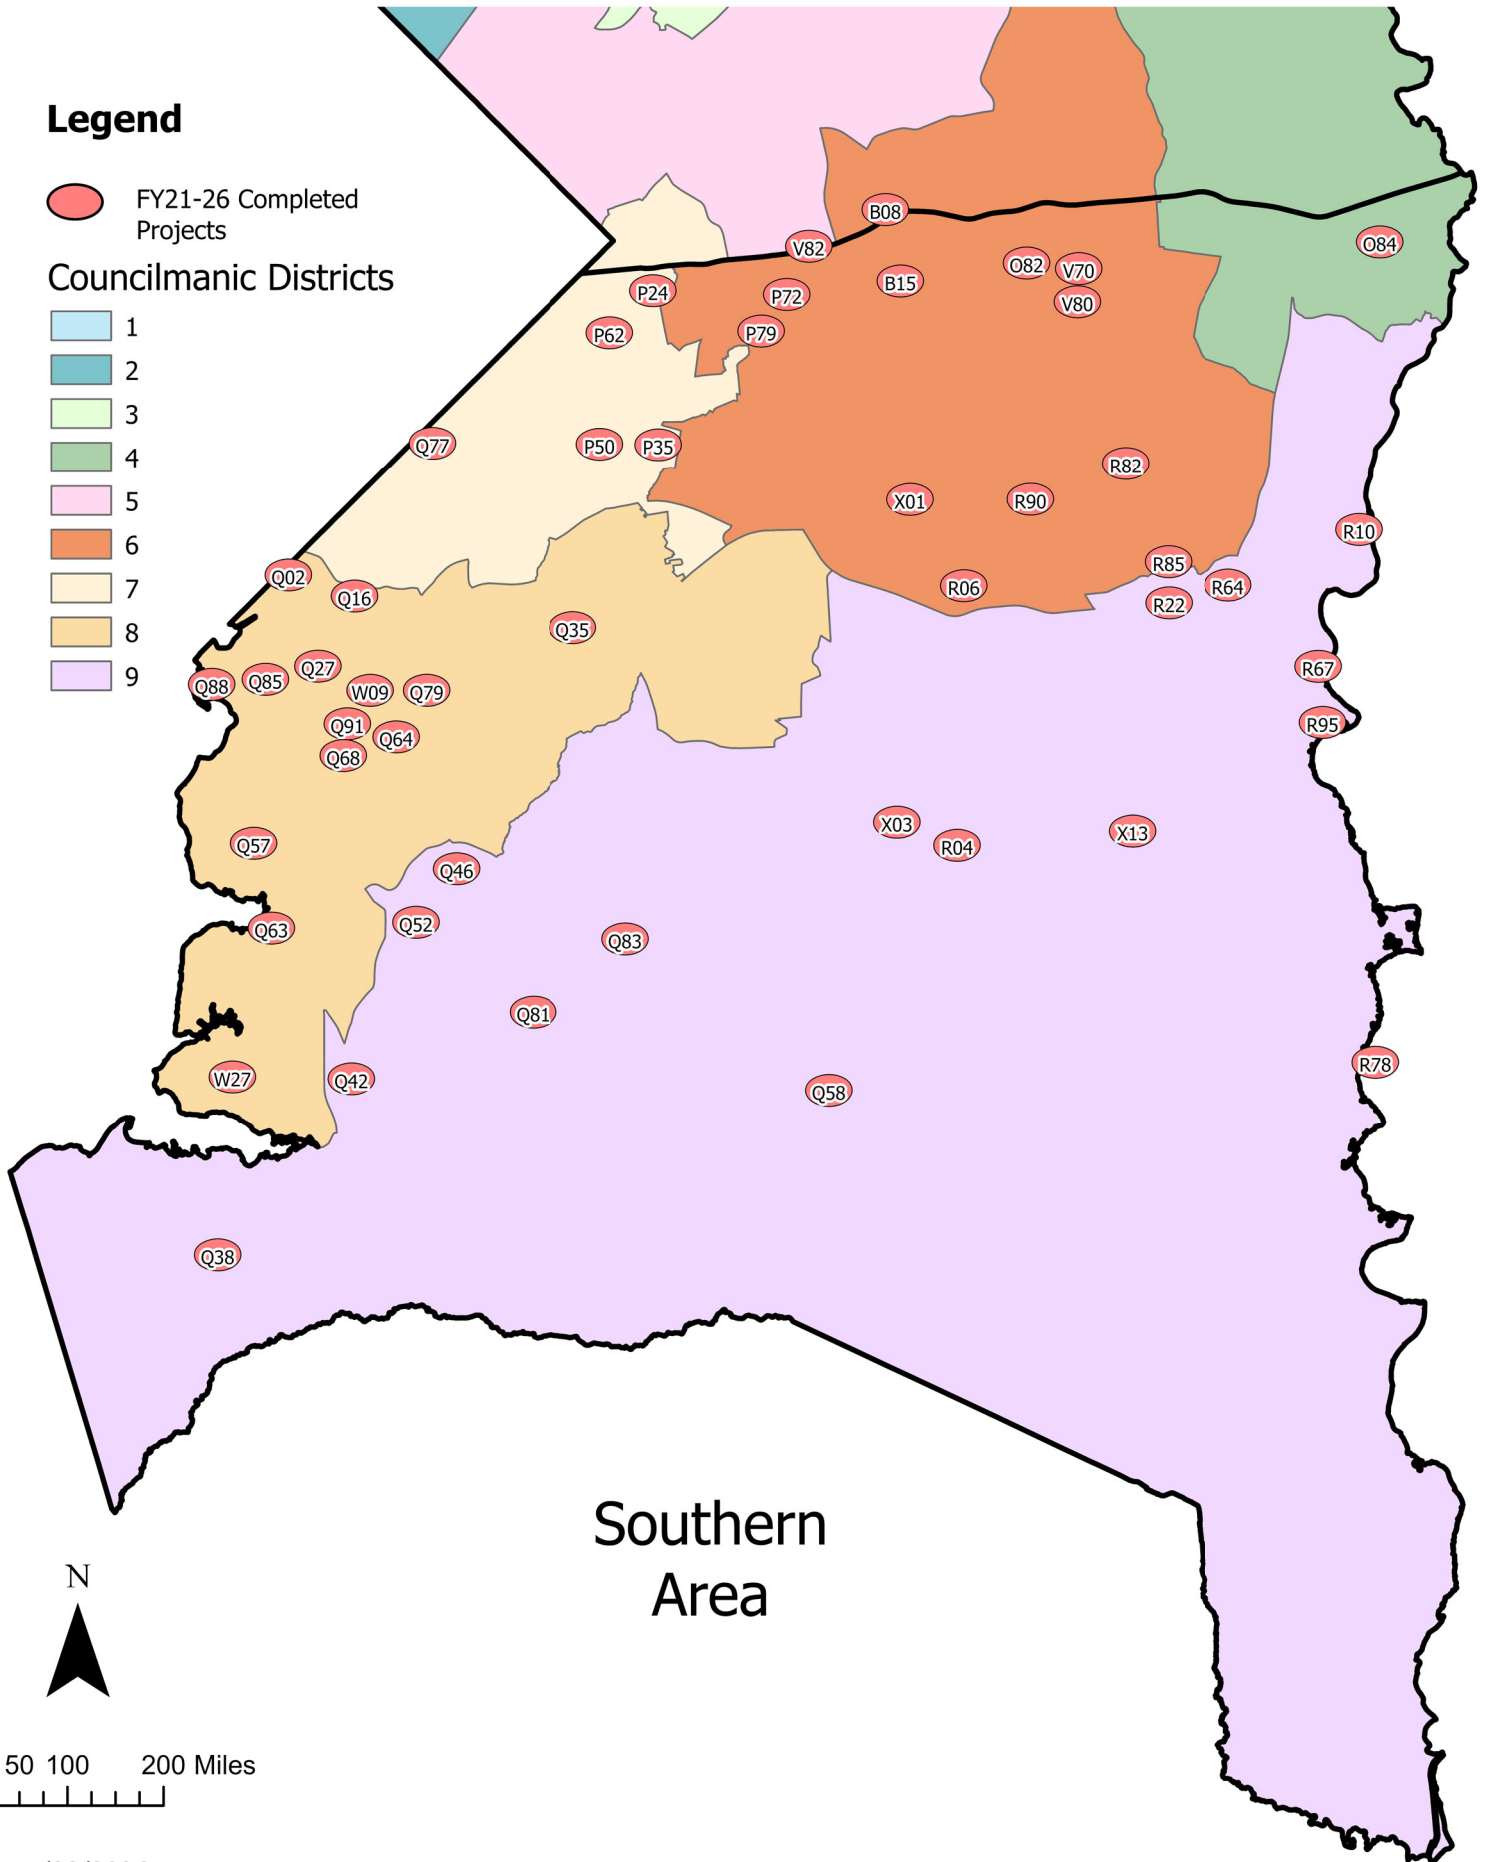 Legend
FY21-26 Completed
Projects
Councilmanic Districts
1
2
3
4
5
6
7
8
9
B08
V82
O84
O82
V70
B15
P24
P72
V80
P62
P79
Q77
P50
P35
R82
X01
R90
R10
R85
Q02
R64
R06
Q16
R22
Q35
Q27
R67
Q85
Q88
W09
Q79
Q91
R95
Q64
Q68
X03
X13
Q57
R04
Q46
Q52
Q63
Q83
Q81
R78
W27
Q42
Q58
Q38
Southern
Area
N
50 100 200 Miles